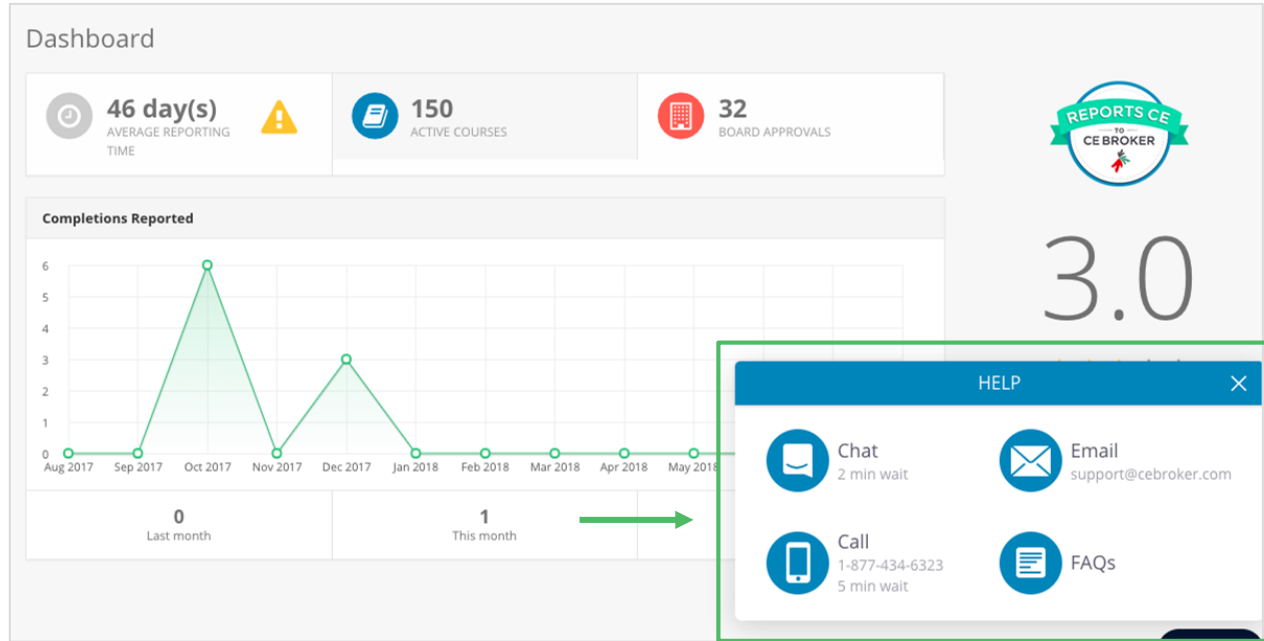 Dashboard
46 day(s)
AVERAGE REPORTING
TIME
150
ACTIVE COURSES
32
BOARD APPROVALS
REPORTS CE
TO
CE BROKER
Completions Reported
6
5
4
3
2
1
0
Aug 2017 Sep 2017 Oct 2017 Nov 2017 Dec 2017 Jan 2018 Feb 2018 Mar 2018 Apr 2018 May 2018
0
Last month
1
This month
3.0
HELP
Chat
2 min wait
Email
support@cebroker.com
Call
1-877-434-6323
5 min wait
FAQs